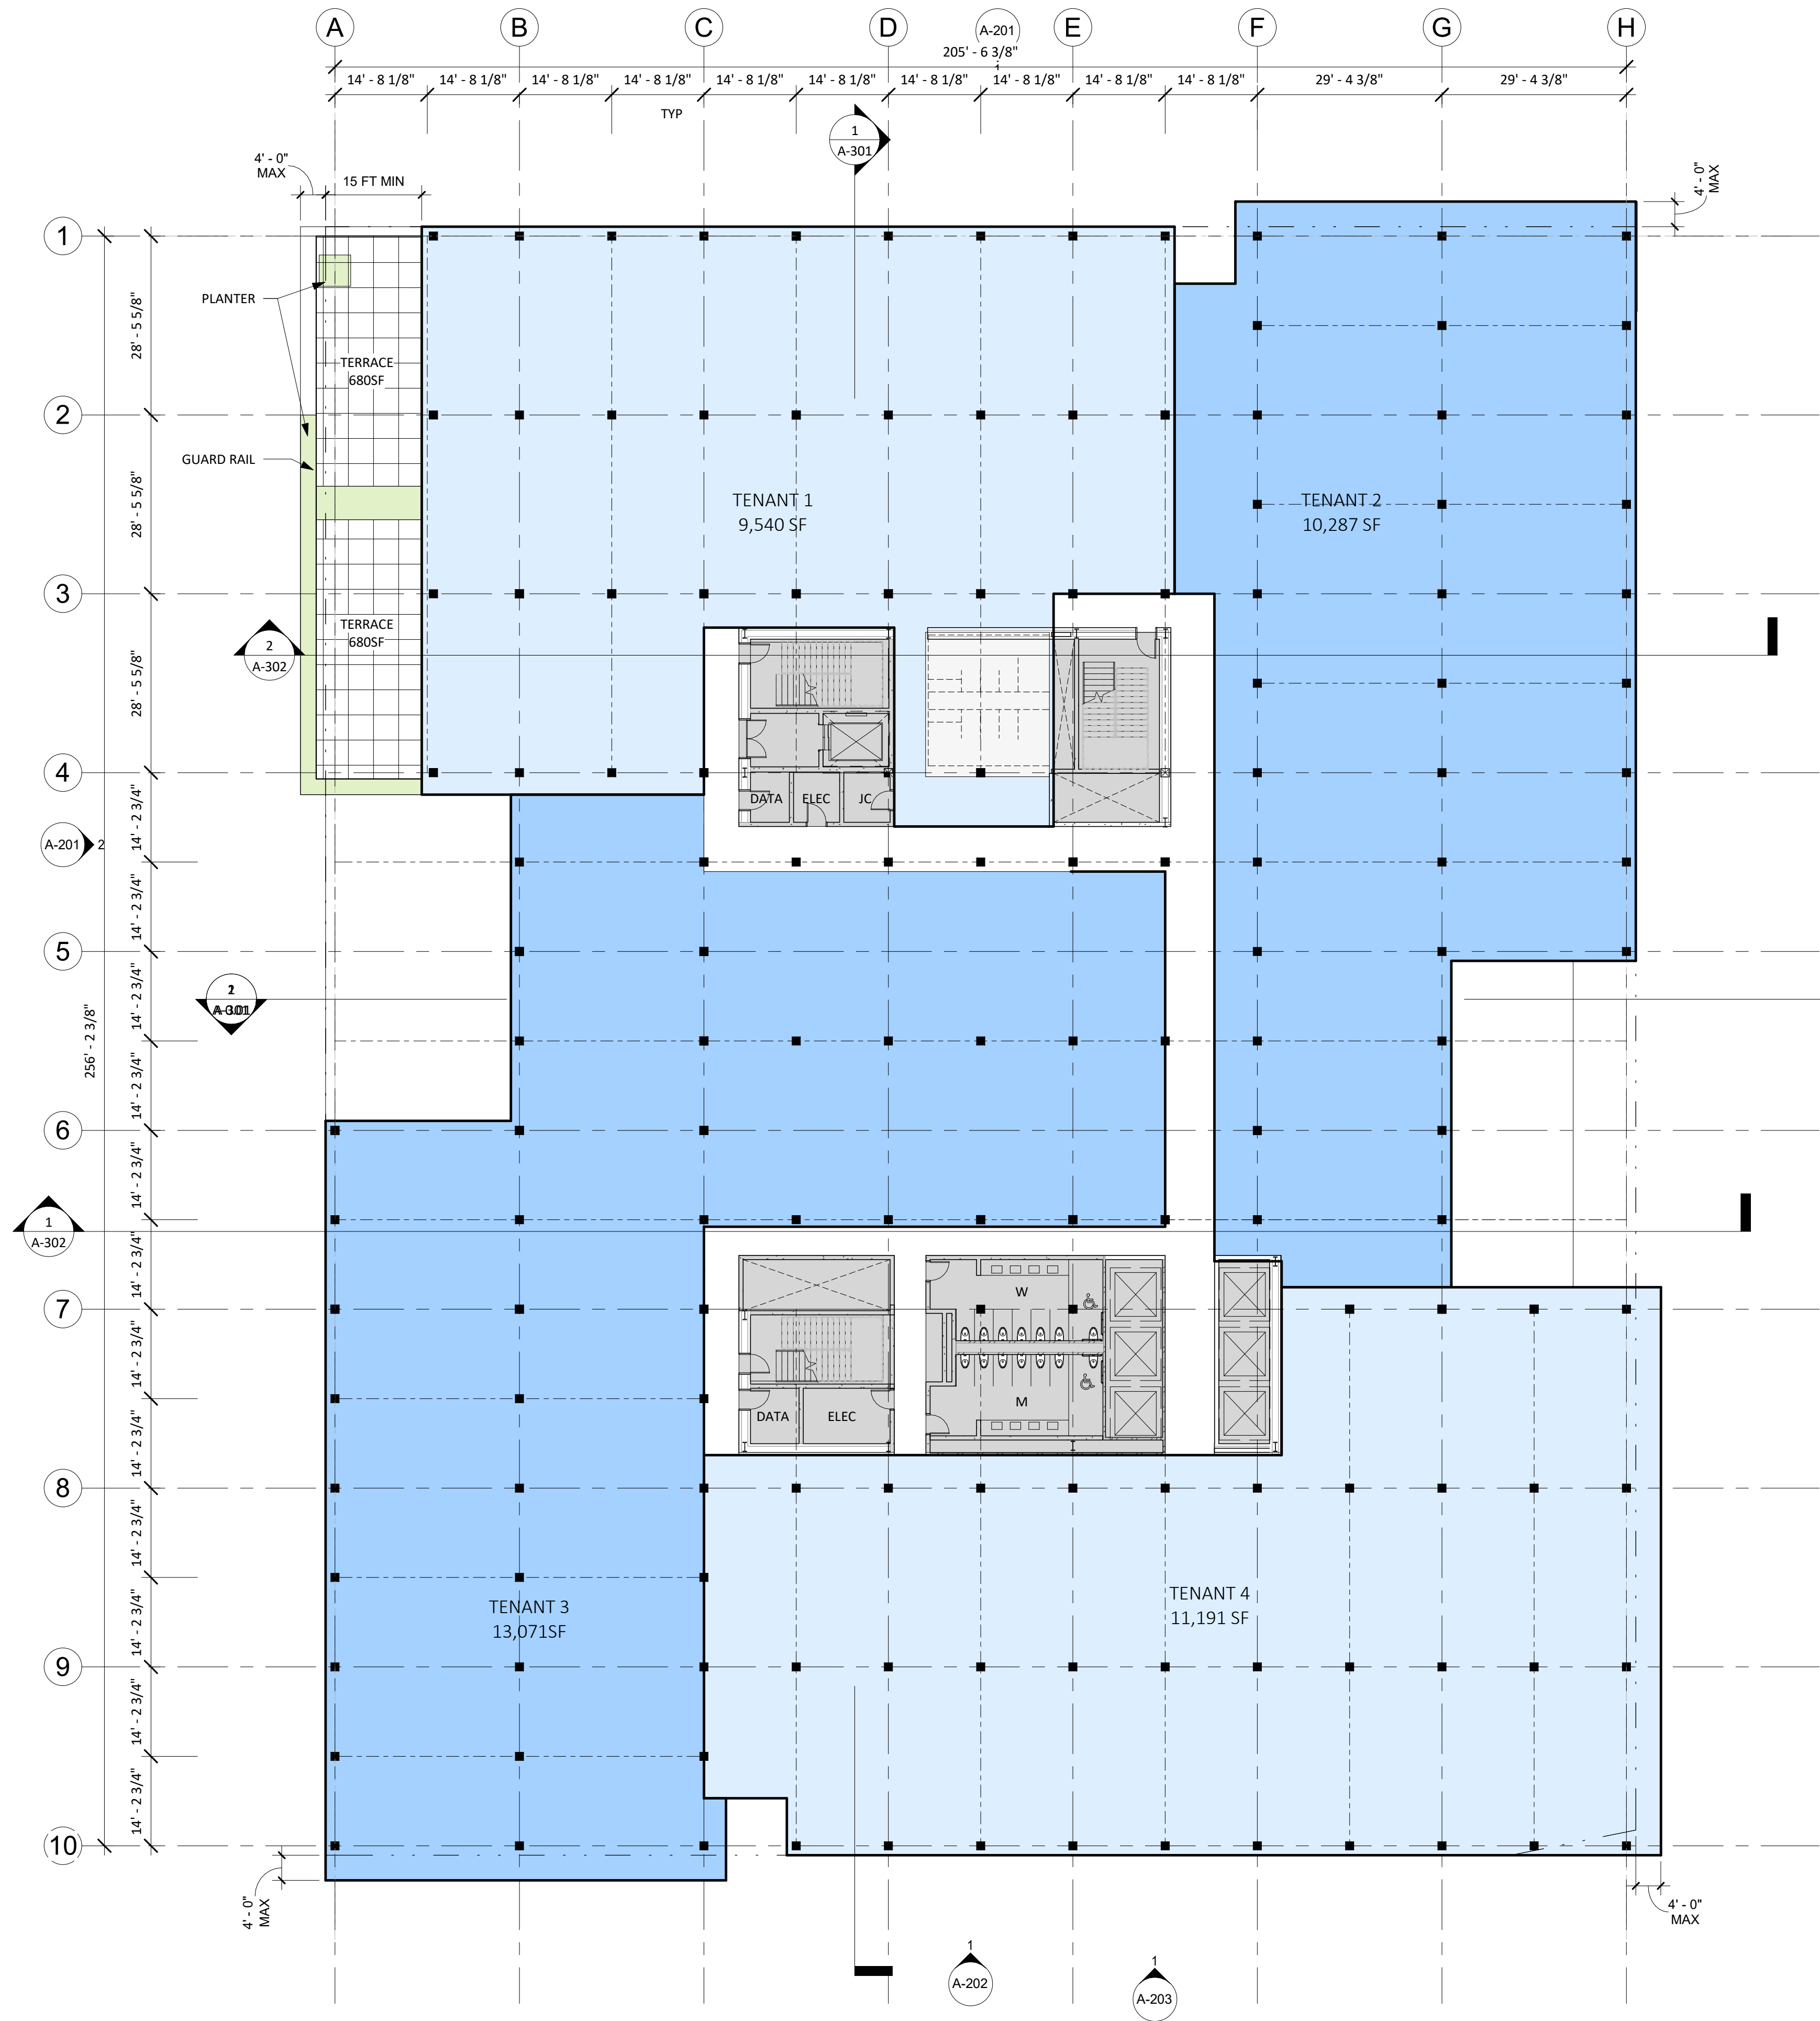 A B C D E F G H
A-201
205' - 6 3/8"
1
14' - 8 1/8" 14' - 8 1/8" 14' - 8 1/8" 14' - 8 1/8" 14' - 8 1/8" 14' - 8 1/8" 14' - 8 1/8" 14' - 8 1/8" 14' - 8 1/8" 14' - 8 1/8" 29' - 4 3/8" 29' - 4 3/8"
TYP
1
A-301
4' - 0"
MAX
15 FT MIN
4' - 0"
MAX
1
PLANTER
28' - 5 5/8"
TERRACE
680SF
2
GUARD RAIL
28' - 5 5/8"
TENANT 1
9,540 SF
TENANT 2
10,287 SF
3
TERRACE
680SF
2
A-302
28' - 5 5/8"
4
DATA ELEC JC
14' - 2 3/4"
A-201 2
14' - 2 3/4"
5
14' - 2 3/4"
256' - 2 3/8"
14' - 2 3/4"
6
14' - 2 3/4"
1
A-302
14' - 2 3/4"
W
7
14' - 2 3/4"
M
DATA ELEC
14' - 2 3/4"
8
14' - 2 3/4"
TENANT 3
13,071SF
TENANT 4
11,191 SF
14' - 2 3/4"
9
14' - 2 3/4"
14' - 2 3/4"
10
4' - 0"
MAX
4' - 0"
MAX
1
A-202
1
A-203